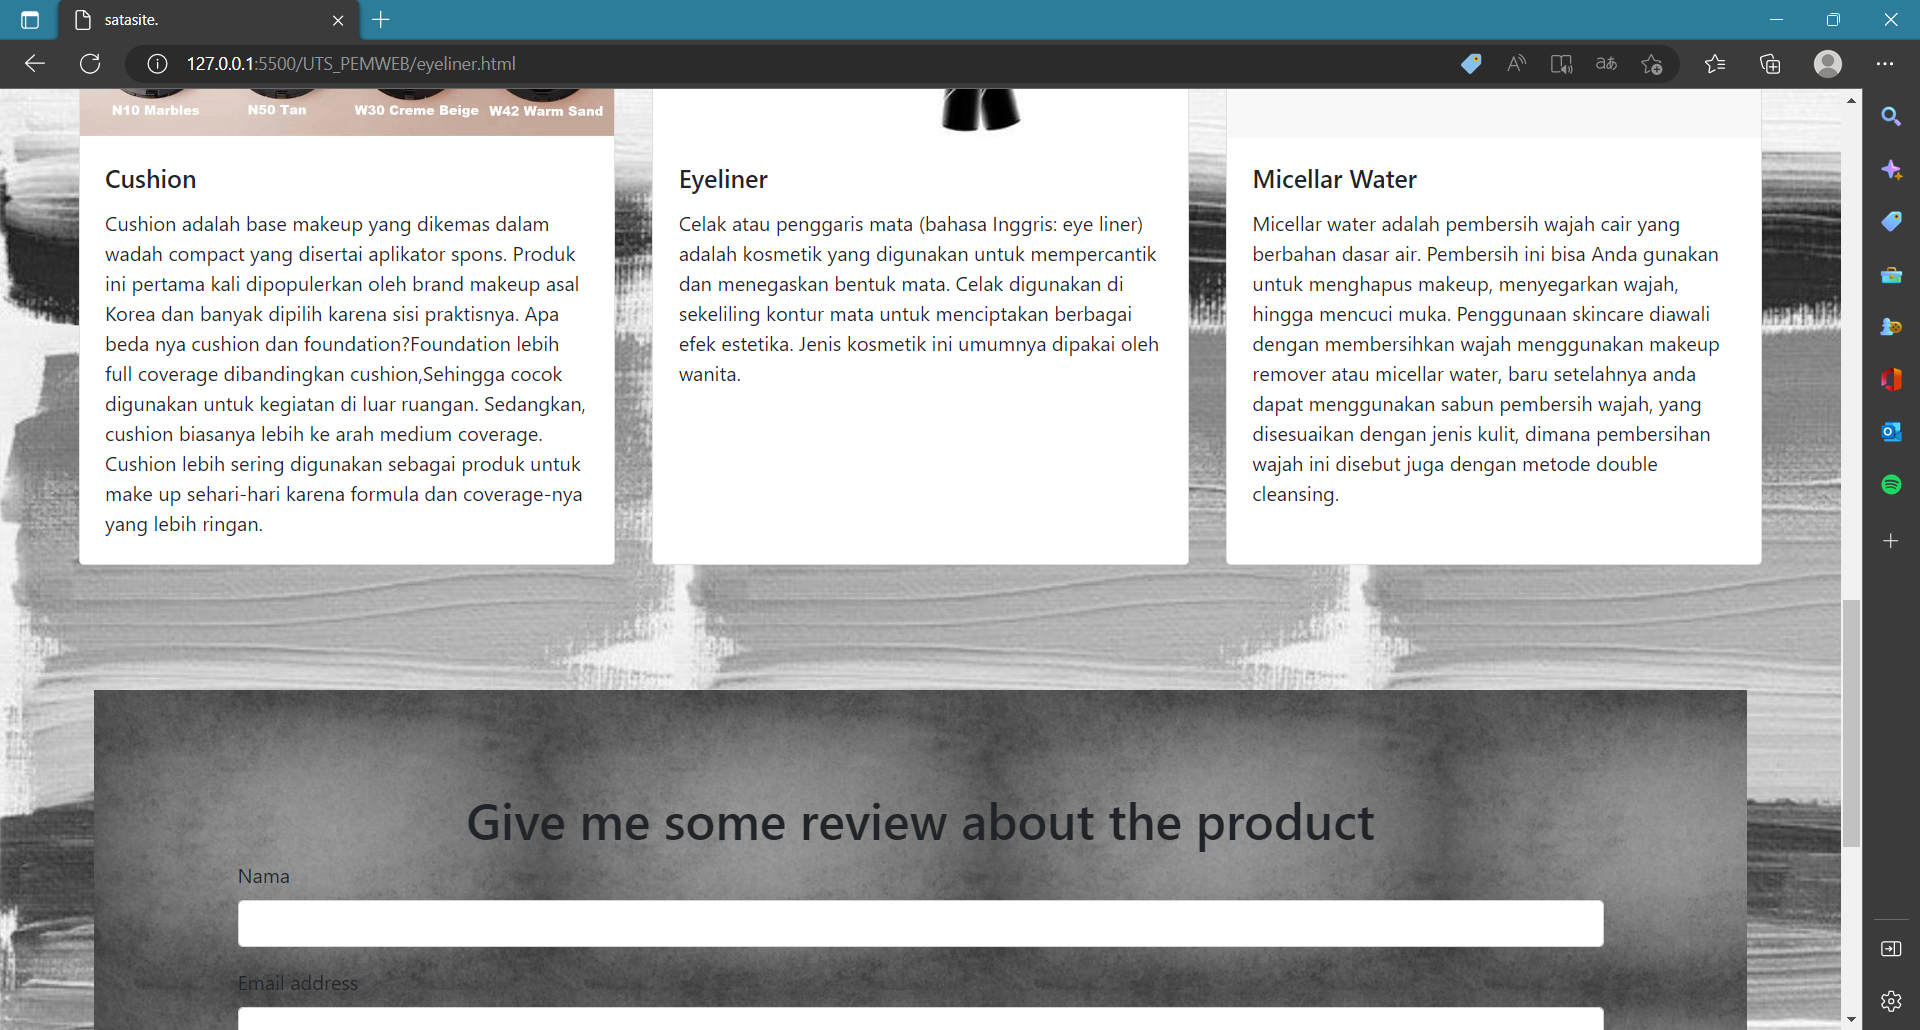 satasite.
127.0.0.1:5500/UTS_PEMWEB/eyeliner.html
N10 Marbles N50 Tan W30 Creme Beige W42 Warm Sand
Cushion
Cushion adalah base makeup yang dikemas dalam
wadah compact yang disertai aplikator spons. Produk
ini pertama kali dipopulerkan oleh brand makeup asal
Korea dan banyak dipilih karena sisi praktisnya. Apa
beda nya cushion dan foundation?Foundation lebih
full coverage dibandingkan cushion,Sehingga cocok
digunakan untuk kegiatan di luar ruangan. Sedangkan,
cushion biasanya lebih ke arah medium coverage.
Cushion lebih sering digunakan sebagai produk untuk
make up sehari-hari karena formula dan coverage-nya
yang lebih ringan.
Eyeliner
Celak atau penggaris mata (bahasa Inggris: eye liner)
adalah kosmetik yang digunakan untuk mempercantik
dan menegaskan bentuk mata. Celak digunakan di
sekeliling kontur mata untuk menciptakan berbagai
efek estetika. Jenis kosmetik ini umumnya dipakai oleh
wanita.
Micellar Water
Micellar water adalah pembersih wajah cair yang
berbahan dasar air. Pembersih ini bisa Anda gunakan
untuk menghapus makeup, menyegarkan wajah,
hingga mencuci muka. Penggunaan skincare diawali
dengan membersihkan wajah menggunakan makeup
remover atau micellar water, baru setelahnya anda
dapat menggunakan sabun pembersih wajah, yang
disesuaikan dengan jenis kulit, dimana pembersihan
wajah ini disebut juga dengan metode double
cleansing.
Give me some review about the product
Nama
Email address